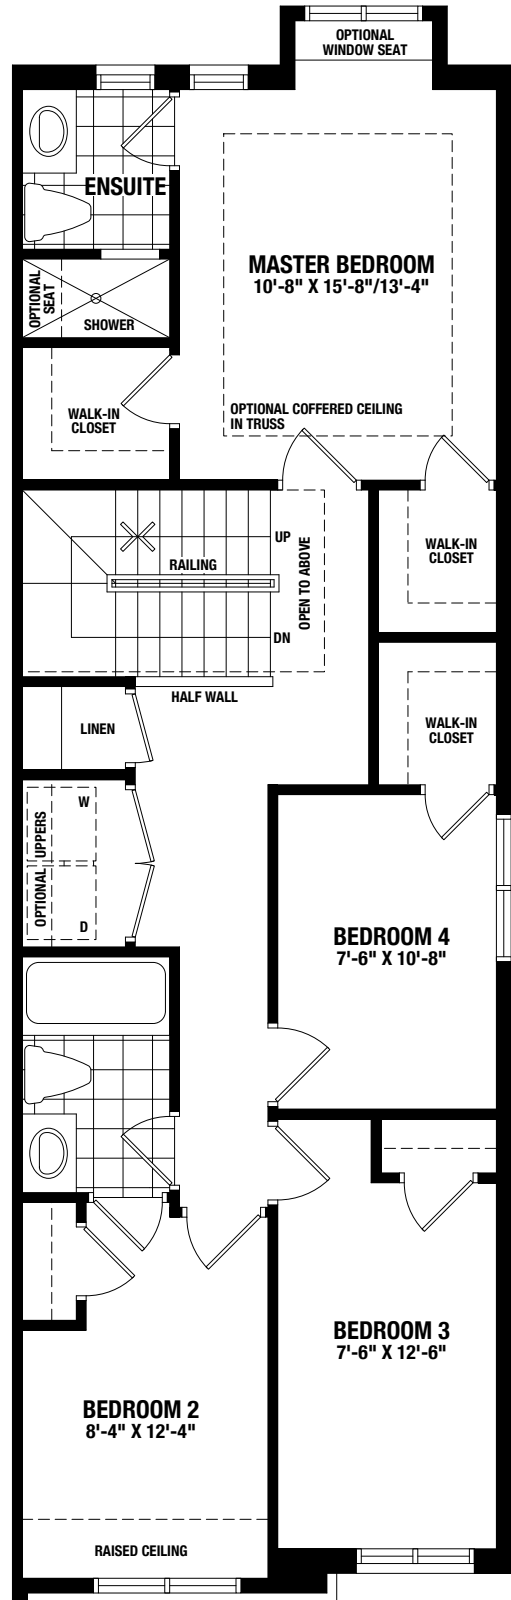 OPTIONAL
WINDOW SEAT
ENSUITE
MASTER BEDROOM
10'-8" X 15'-8"/13'-4"
OPTIONAL
SEAT
SHOWER
WALK-IN
CLOSET
OPTIONAL COFFERED CEILING
IN TRUSS
UP
RAILING
OPEN TO ABOVE
DN
WALK-IN
CLOSET
HALF WALL
LINEN
WALK-IN
CLOSET
W
OPTIONAL UPPERS
D
BEDROOM 4
7'-6" X 10'-8"
BEDROOM 3
7'-6" X 12'-6"
BEDROOM 2
8'-4" X 12'-4"
RAISED CEILING